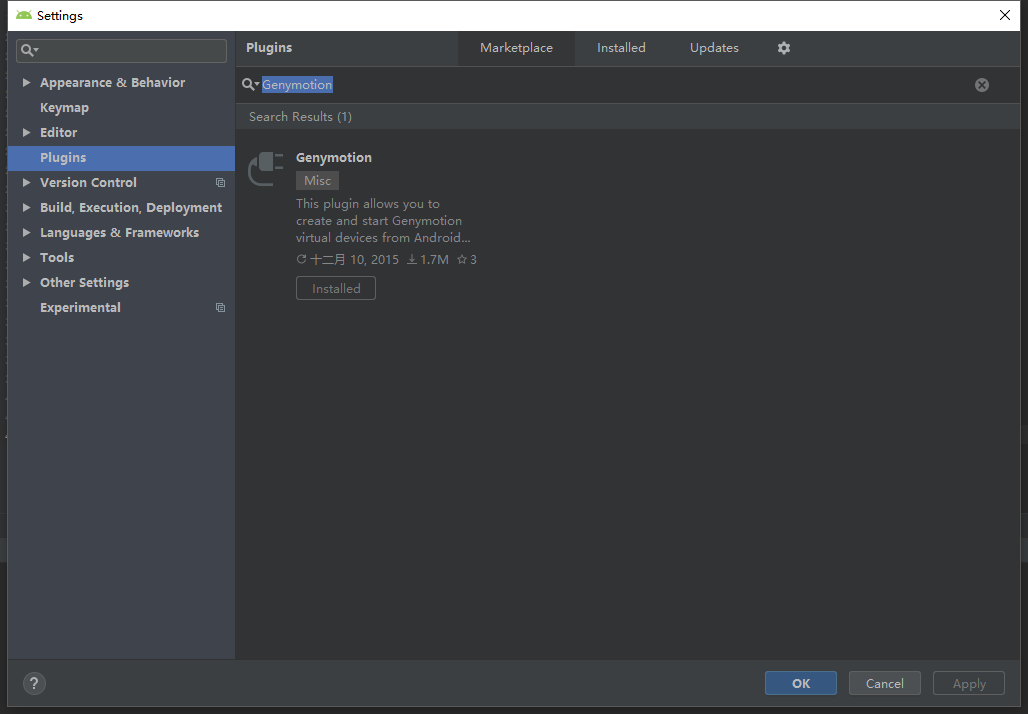 Settings
Plugins
Marketplace
Installed
Updates
Appearance & Behavior
Keymap
Editor
Plugins
Version Control
Build, Execution, Deployment
Languages & Frameworks
Tools
Other Settings
Experimental
Genymotion
Search Results (1)
Genymotion
Misc
This plugin allows you to
create and start Genymotion
virtual devices from Android...
十二月 10, 2015 1.7M 3
Installed
?
OK
Cancel
Apply